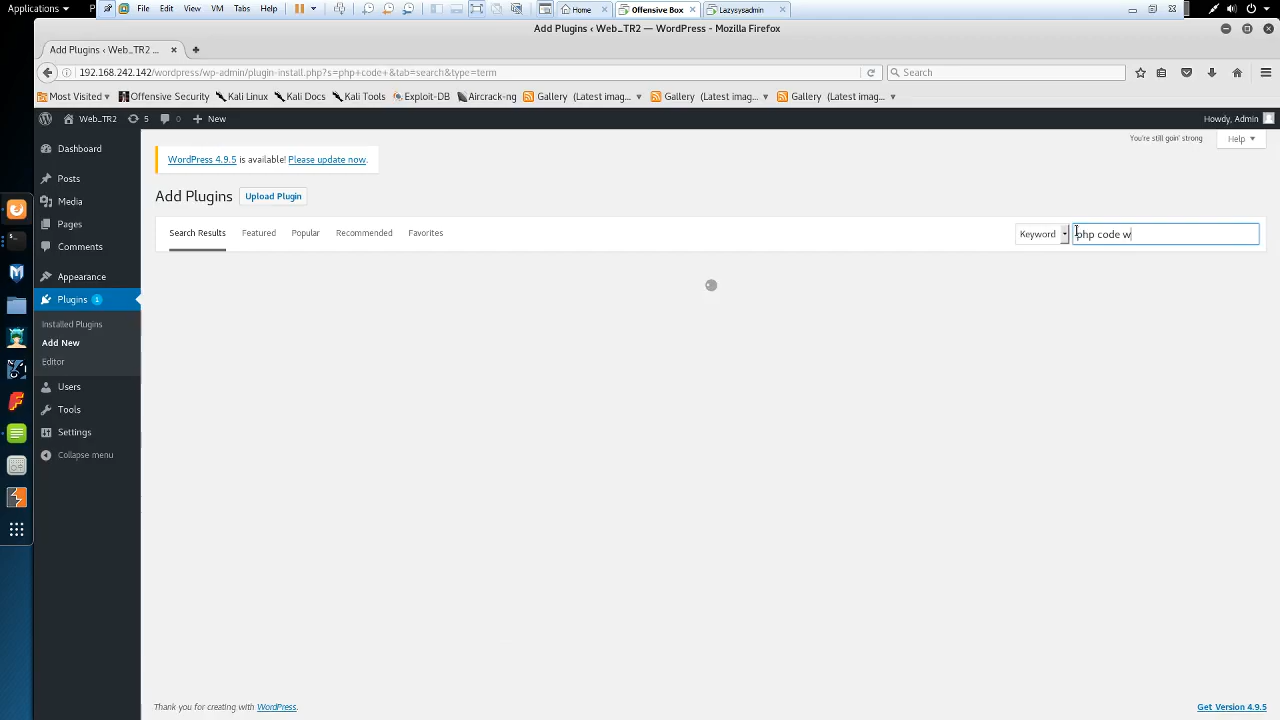 Applications
P File Edit View VM Tabs Help Home Offensive Box Lazysysadmin
Add Plugins ‹ Web_TR2 — WordPress - Mozilla Firefox
Add Plugins ‹ Web_TR2 ...
192.168.242.142/wordpress/wp-admin/plugin-install.php?s=php+code+&tab=search&type=term Search
Most Visited Offensive Security Kali Linux Kali Docs Kali Tools Exploit-DB Aircrack-ng Gallery (Latest imag... Gallery (Latest imag... Gallery (Latest imag...
Web_TR2 5 0 New Howdy, Admin
You're still goin' strong Help
Dashboard
WordPress 4.9.5 is available! Please update now.
Posts
Add Plugins Upload Plugin
Media
Pages
Search Results Featured Popular Recommended Favorites Keyword php code w
Comments
Appearance
Plugins 1
Installed Plugins
Add New
Editor
Users
Tools
Settings
Collapse menu
Thank you for creating with WordPress. Get Version 4.9.5